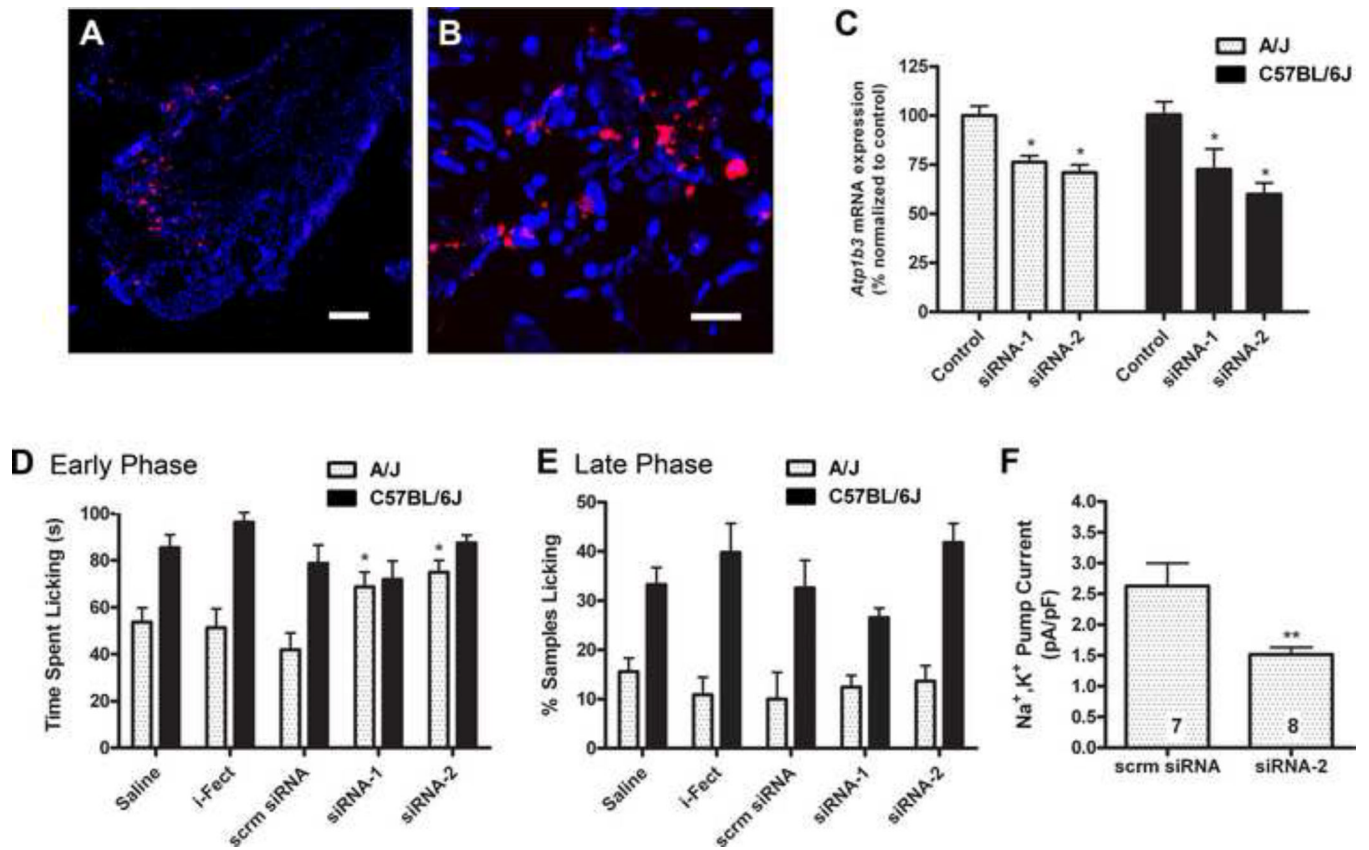 A
B
C
A/J
C57BL/6J
Atp1b3 mRNA expression
(% normalized to control)
125
100
75
50
25
0
*
*
*
*
Control
siRNA-1
siRNA-2
Control
siRNA-1
siRNA-2
D Early Phase
A/J
C57BL/6J
Time Spent Licking (s)
100
80
60
40
20
0
*
*
Saline
i-Fect
scrm siRNA
siRNA-1
siRNA-2
E Late Phase
A/J
C57BL/6J
% Samples Licking
50
40
30
20
10
0
Saline
i-Fect
scrm siRNA
siRNA-1
siRNA-2
F
Na⁺,K⁺ Pump Current
(pA/pF)
4.0
3.5
3.0
2.5
2.0
1.5
1.0
0.5
0.0
**
7
8
scrm siRNA
siRNA-2